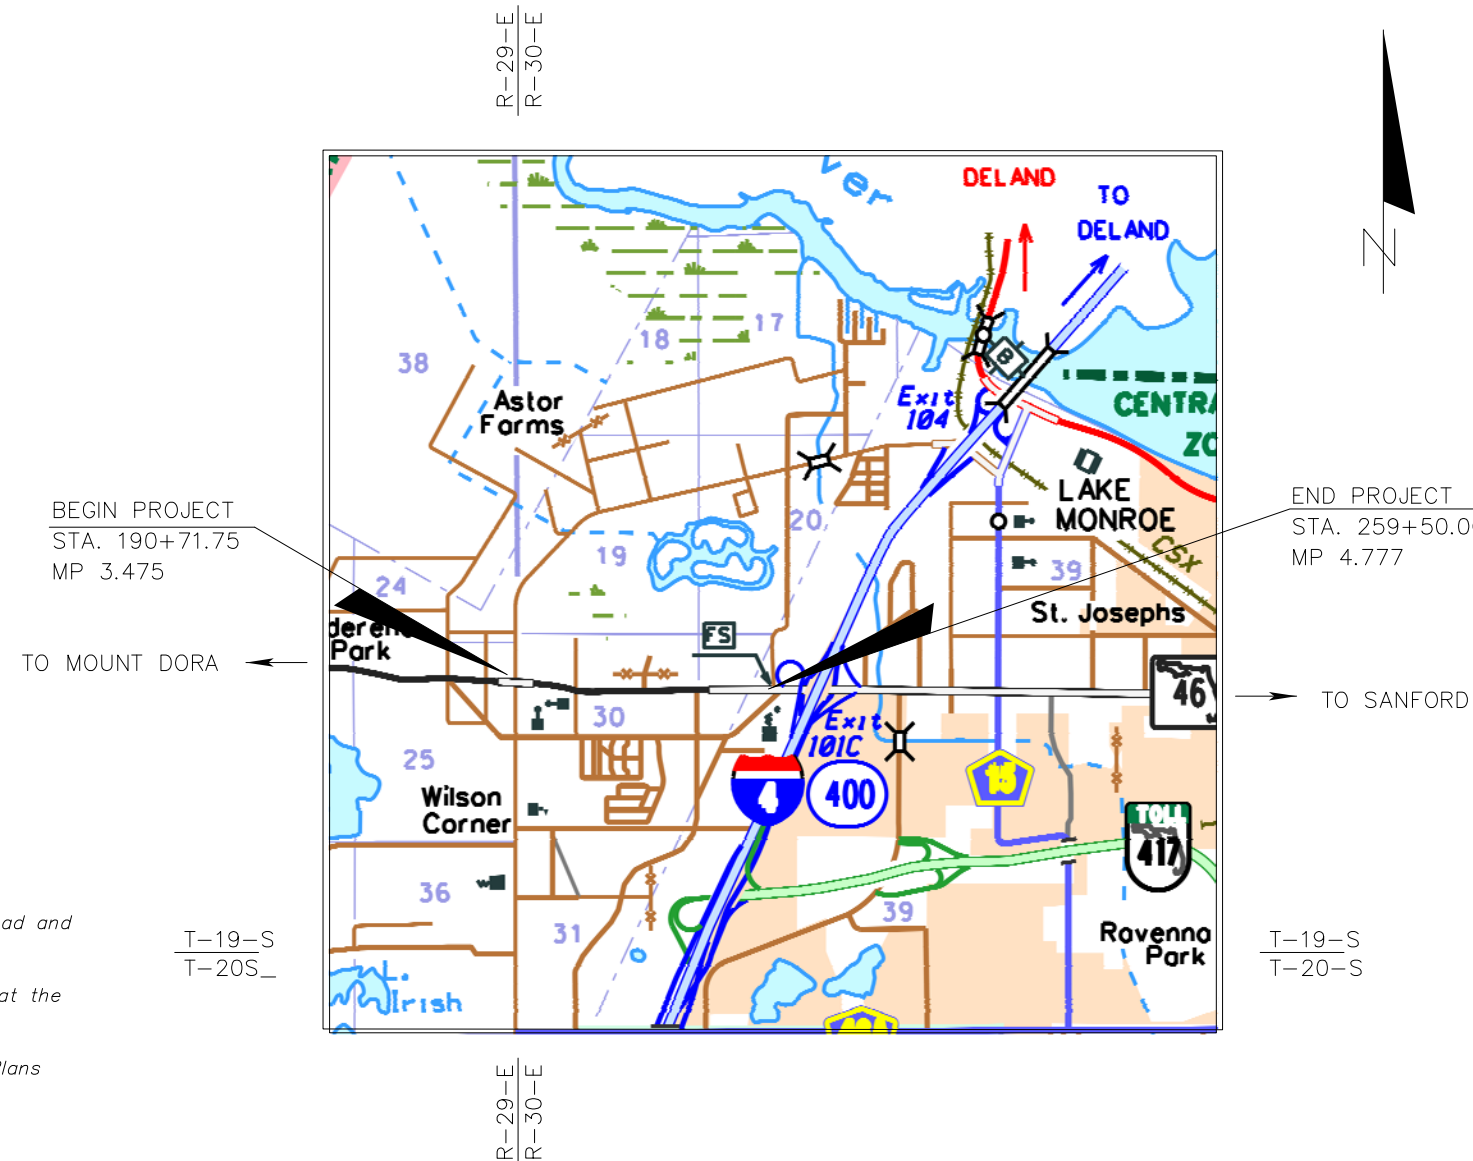 R-29-E
R-30-E
ver
DELAND
TO
DELAND
N
17
18
38
B
Exit
104
CENTRA
ZO
Astor
Farms
LAKE
MONROE
BEGIN PROJECT
STA. 190+71.75
MP 3.475
END PROJECT
STA. 259+50.0
MP 4.777
20
19
CSX
39
24
St. Josephs
Park
FS
TO MOUNT DORA
46
TO SANFORD
30
Exit
101C
25
4
400
15
Wilson
Corner
TOLL
417
36
39
31
ad and
T-19-S
T-20S_
Ravenna
Park
T-19-S
T-20-S
L.
Irish
at the
Plans
R-29-E
R-30-E